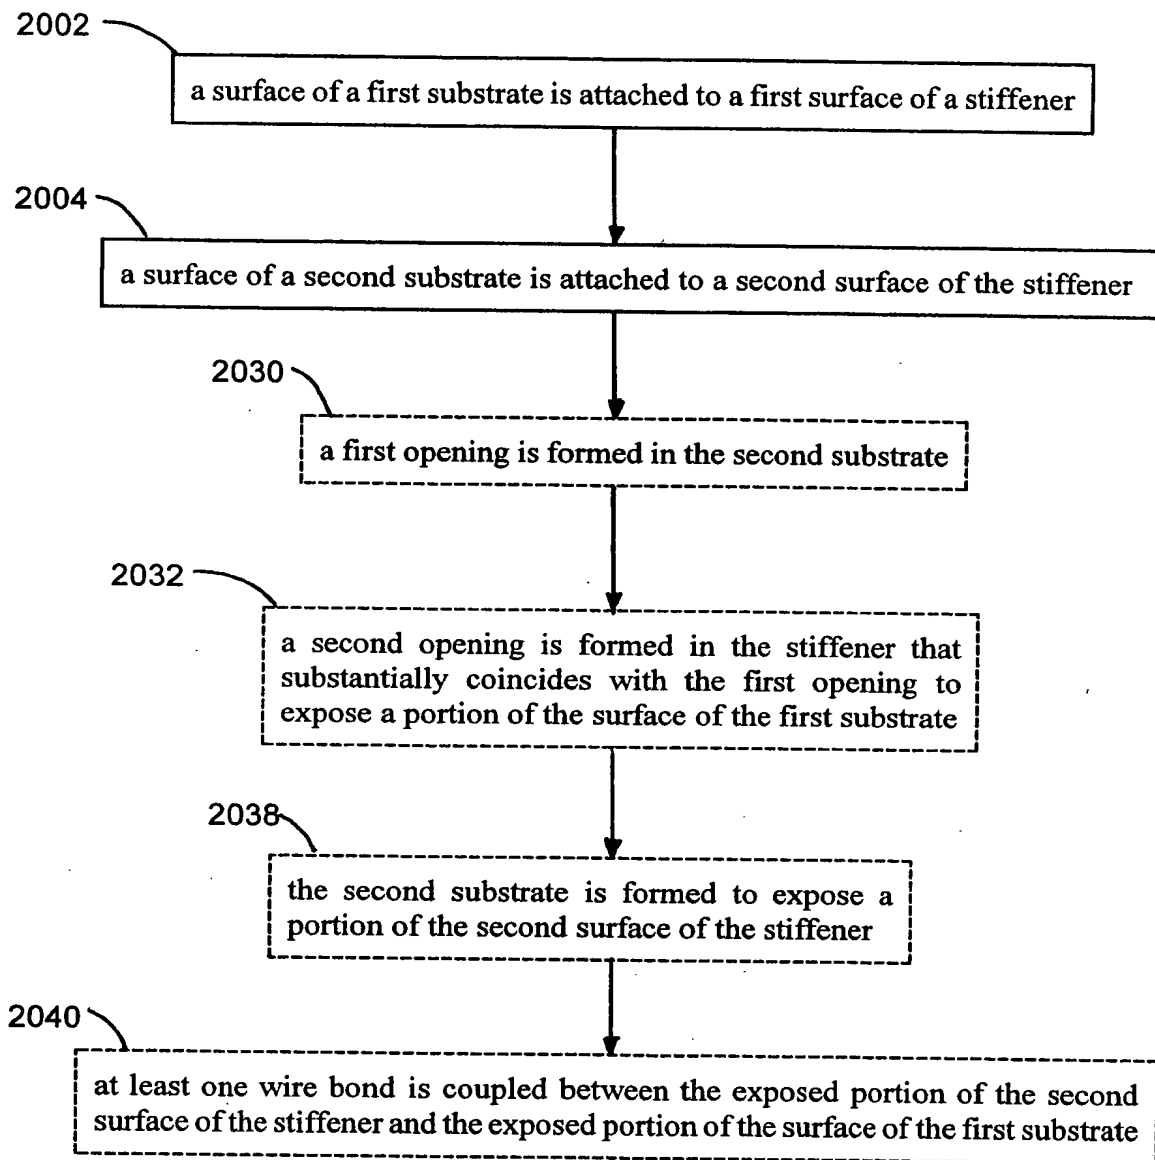 2002
a surface of a first substrate is attached to a first surface of a stiffener
2004
a surface of a second substrate is attached to a second surface of the stiffener
2030
a first opening is formed in the second substrate
2032
a second opening is formed in the stiffener that
substantially coincides with the first opening to
expose a portion of the surface of the first substrate
2038
the second substrate is formed to expose a
portion of the second surface of the stiffener
2040
at least one wire bond is coupled between the exposed portion of the second
surface of the stiffener and the exposed portion of the surface of the first substrate